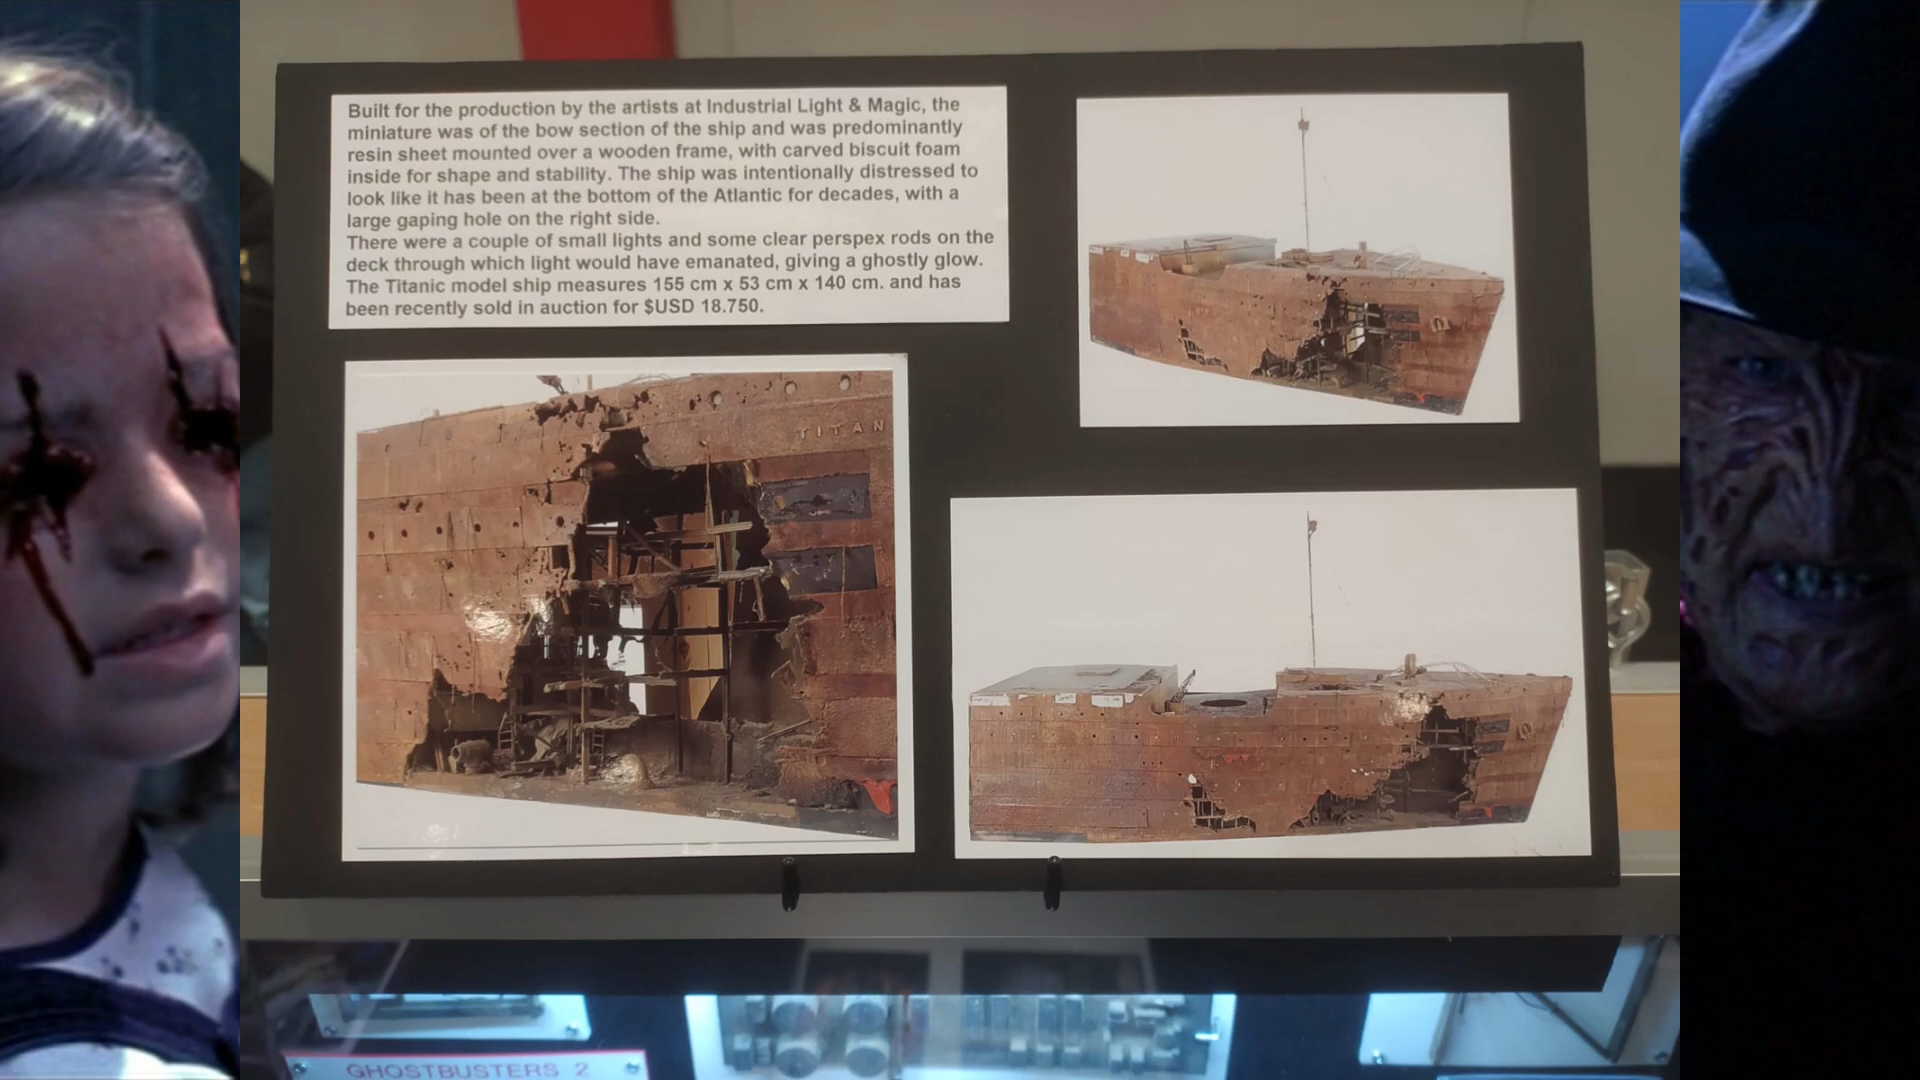 Built for the production by the artists at Industrial Light & Magic, the
miniature was of the bow section of the ship and was predominantly
resin sheet mounted over a wooden frame, with carved biscuit foam
inside for shape and stability. The ship was intentionally distressed to
look like it has been at the bottom of the Atlantic for decades, with a
large gaping hole on the right side.
There were a couple of small lights and some clear perspex rods on the
deck through which light would have emanated, giving a ghostly glow.
The Titanic model ship measures 155 cm x 53 cm x 140 cm. and has
been recently sold in auction for $USD 18.750.
TITAN
GHOSTBUSTERS 2